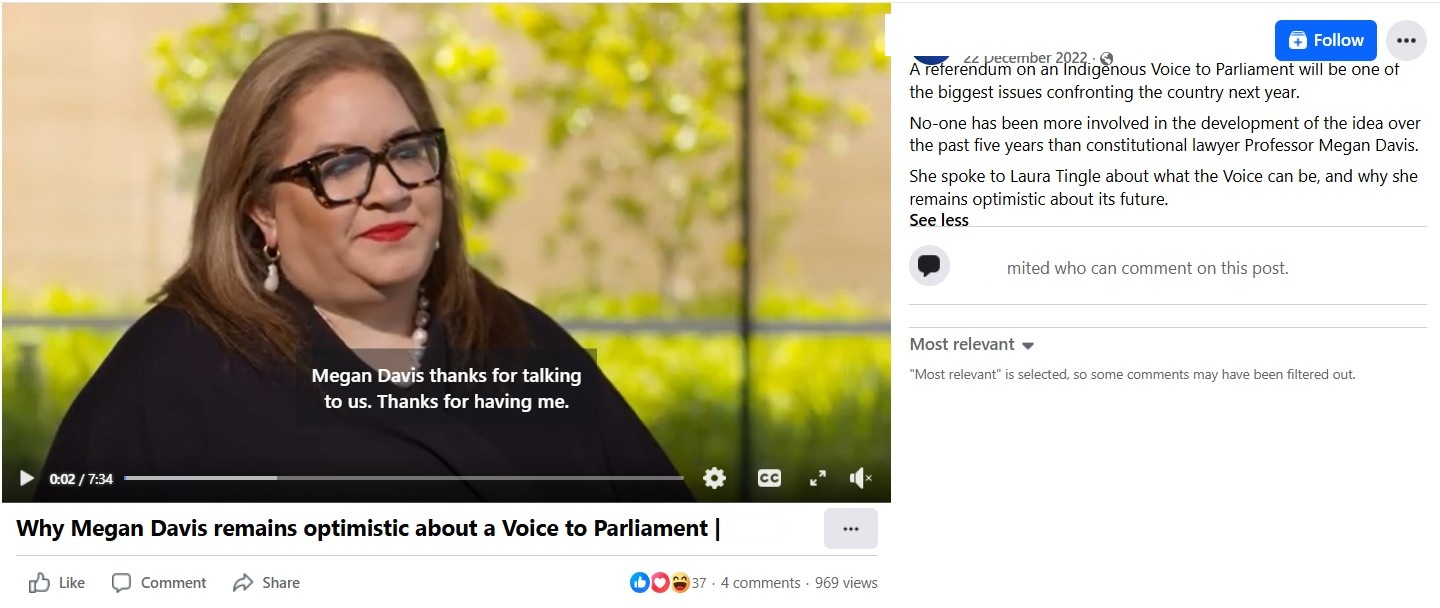 Megan Davis thanks for talking
to us. Thanks for having me.
0:02 / 7:34
CC
Why Megan Davis remains optimistic about a Voice to Parliament |
Like
Comment
Share
37 · 4 comments · 969 views
Follow
22 December 2022 ·
A referendum on an Indigenous Voice to Parliament will be one of
the biggest issues confronting the country next year.
No-one has been more involved in the development of the idea over
the past five years than constitutional lawyer Professor Megan Davis.
She spoke to Laura Tingle about what the Voice can be, and why she
remains optimistic about its future.
See less
mited who can comment on this post.
Most relevant
"Most relevant" is selected, so some comments may have been filtered out.